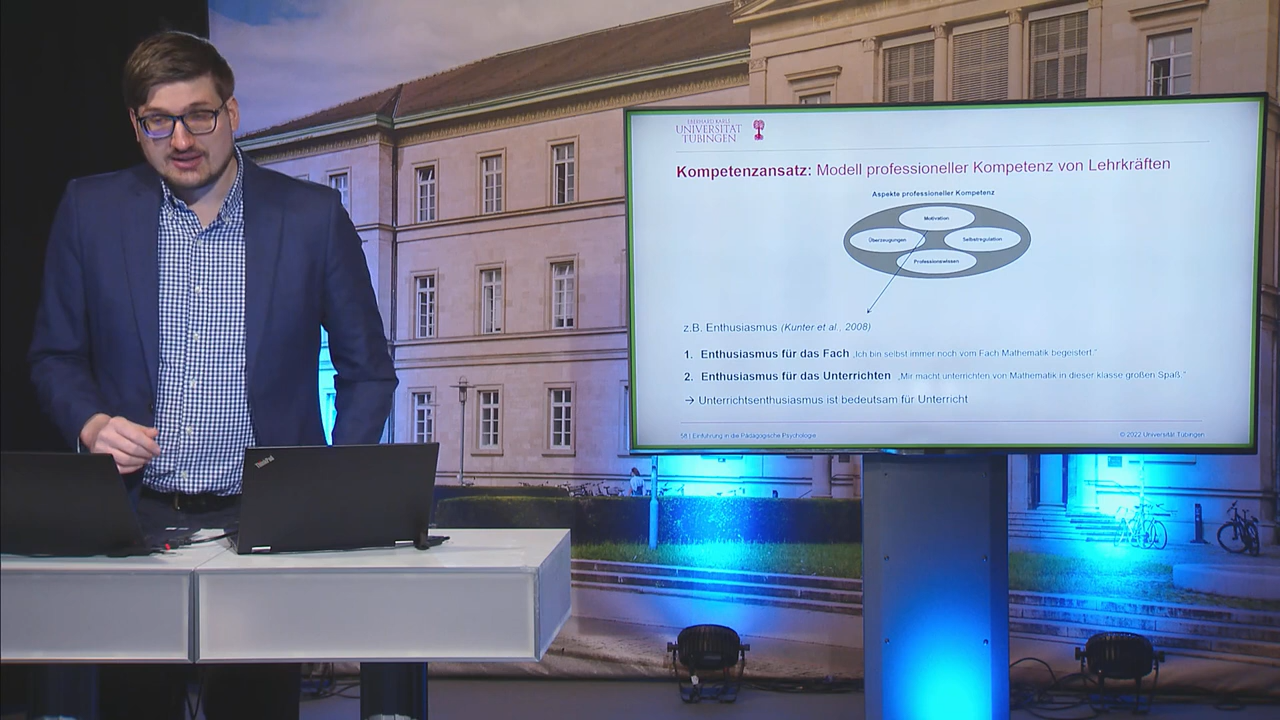 EBERHARD KARLS
UNIVERSITÄT
TÜBINGEN
Kompetenzansatz: Modell professioneller Kompetenz von Lehrkräften
Aspekte professioneller Kompetenz
Motivation
Überzeugungen
Selbstregulation
Professionswissen
z.B. Enthusiasmus (Kunter et al., 2008)
1. Enthusiasmus für das Fach „Ich bin selbst immer noch vom Fach Mathematik begeistert.“
2. Enthusiasmus für das Unterrichten „Mir macht unterrichten von Mathematik in dieser klasse großen Spaß.“
→ Unterrichtsenthusiasmus ist bedeutsam für Unterricht
58 | Einführung in die Pädagogische Psychologie
© 2022 Universität Tübingen
ThinkPad